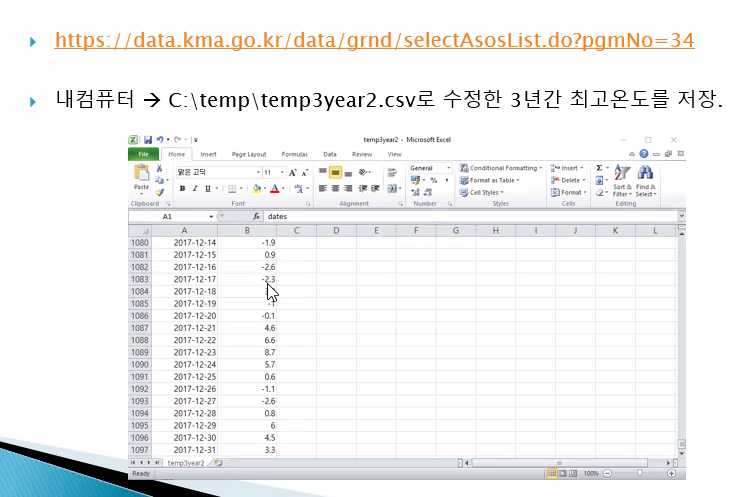 https://data.kma.go.kr/data/grnd/selectAsosList.do?pgmNo=34
내컴퓨터 → C:\temp\temp3year2.csv로 수정한 3년간 최고온도를 저장.
temp3year2 - Microsoft Excel
File Home Insert Page Layout Formulas Data Review View
Paste
맑은 고딕 11 A A
B I U
General
% ,
Conditional Formatting
Format as Table
Cell Styles
Insert
Delete
Format
Σ
Sort & Filter
Find & Select
Clipboard Font Alignment Number Styles Cells Editing
A1 fx dates
A B C D E F G H I J K L
1080 2017-12-14 -1.9
1081 2017-12-15 0.9
1082 2017-12-16 -2.6
1083 2017-12-17 -2.3
1084 2017-12-18
1085 2017-12-19 -1
1086 2017-12-20 -0.1
1087 2017-12-21 4.6
1088 2017-12-22 6.6
1089 2017-12-23 8.7
1090 2017-12-24 5.7
1091 2017-12-25 0.6
1092 2017-12-26 -1.1
1093 2017-12-27 -2.6
1094 2017-12-28 0.8
1095 2017-12-29 6
1096 2017-12-30 4.5
1097 2017-12-31 3.3
temp3year2
Ready 100%